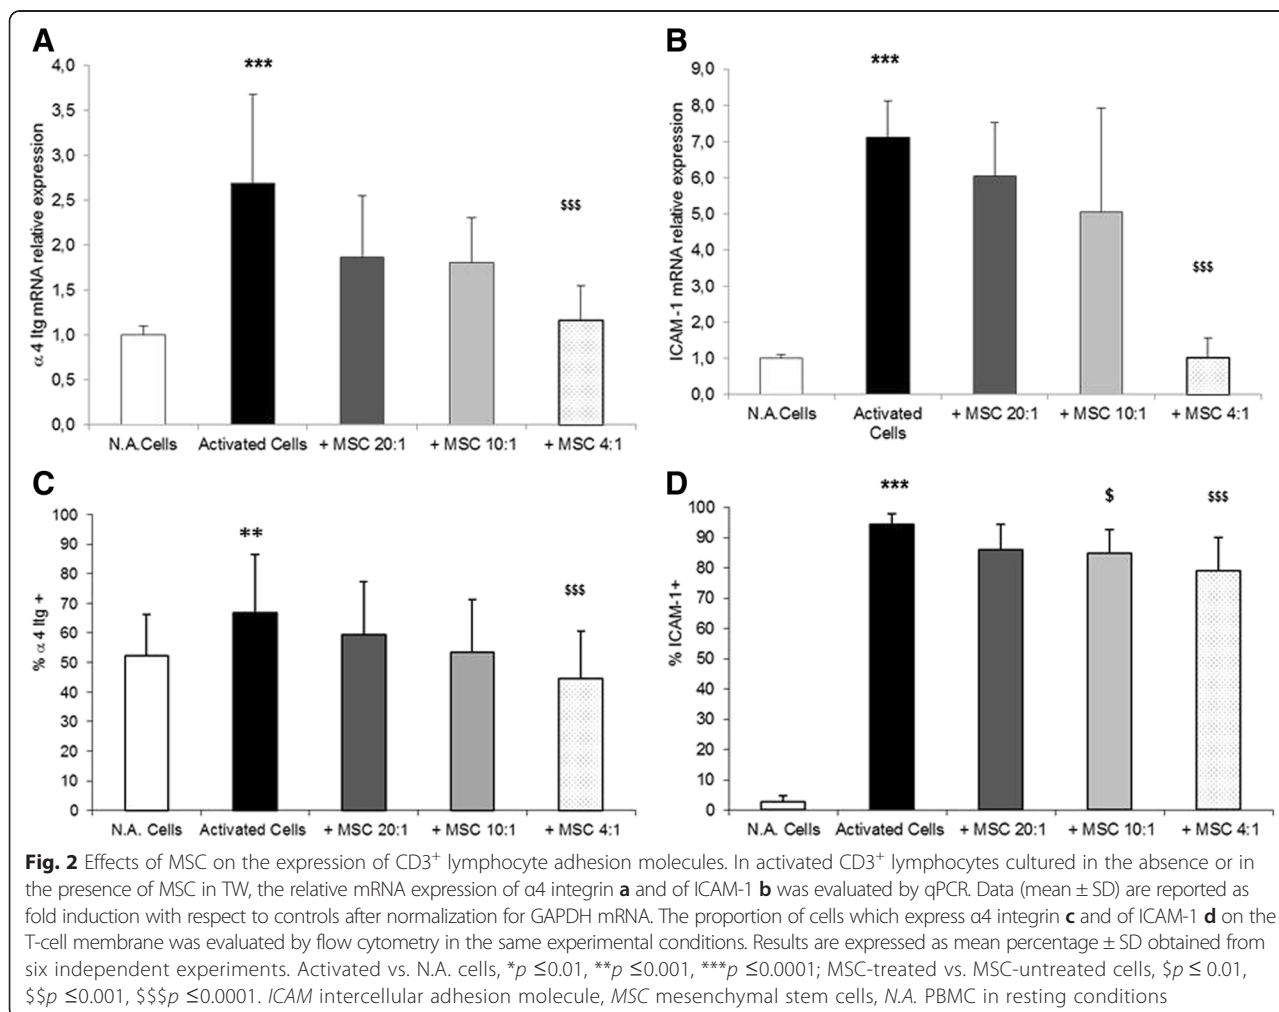 A
4,0
3,5
3,0
2,5
2,0
1,5
1,0
0,5
0,0
α4 Itg mRNA relative expression
***
$$$
N.A.Cells Activated Cells + MSC 20:1 + MSC 10:1 + MSC 4:1
B
9,0
8,0
7,0
6,0
5,0
4,0
3,0
2,0
1,0
0,0
ICAM-1 mRNA relative expression
***
$$$
N.A.Cells Activated Cells + MSC 20:1 + MSC 10:1 + MSC 4:1
C
100
90
80
70
60
50
40
30
20
10
0
% α4 Itg +
**
$$$
N.A. Cells Activated Cells + MSC 20:1 + MSC 10:1 + MSC 4:1
D
100
90
80
70
60
50
40
30
20
10
0
% ICAM-1+
***
$
$$$
N.A. Cells Activated Cells + MSC 20:1 + MSC 10:1 + MSC 4:1
Fig. 2 Effects of MSC on the expression of CD3⁺ lymphocyte adhesion molecules. In activated CD3⁺ lymphocytes cultured in the absence or in
the presence of MSC in TW, the relative mRNA expression of α4 integrin a and of ICAM-1 b was evaluated by qPCR. Data (mean ± SD) are reported as
fold induction with respect to controls after normalization for GAPDH mRNA. The proportion of cells which express α4 integrin c and of ICAM-1 d on the
T-cell membrane was evaluated by flow cytometry in the same experimental conditions. Results are expressed as mean percentage ± SD obtained from
six independent experiments. Activated vs. N.A. cells, *p ≤0.01, **p ≤0.001, ***p ≤0.0001; MSC-treated vs. MSC-untreated cells, $p ≤ 0.01,
$$p ≤0.001, $$$p ≤0.0001. ICAM intercellular adhesion molecule, MSC mesenchymal stem cells, N.A. PBMC in resting conditions